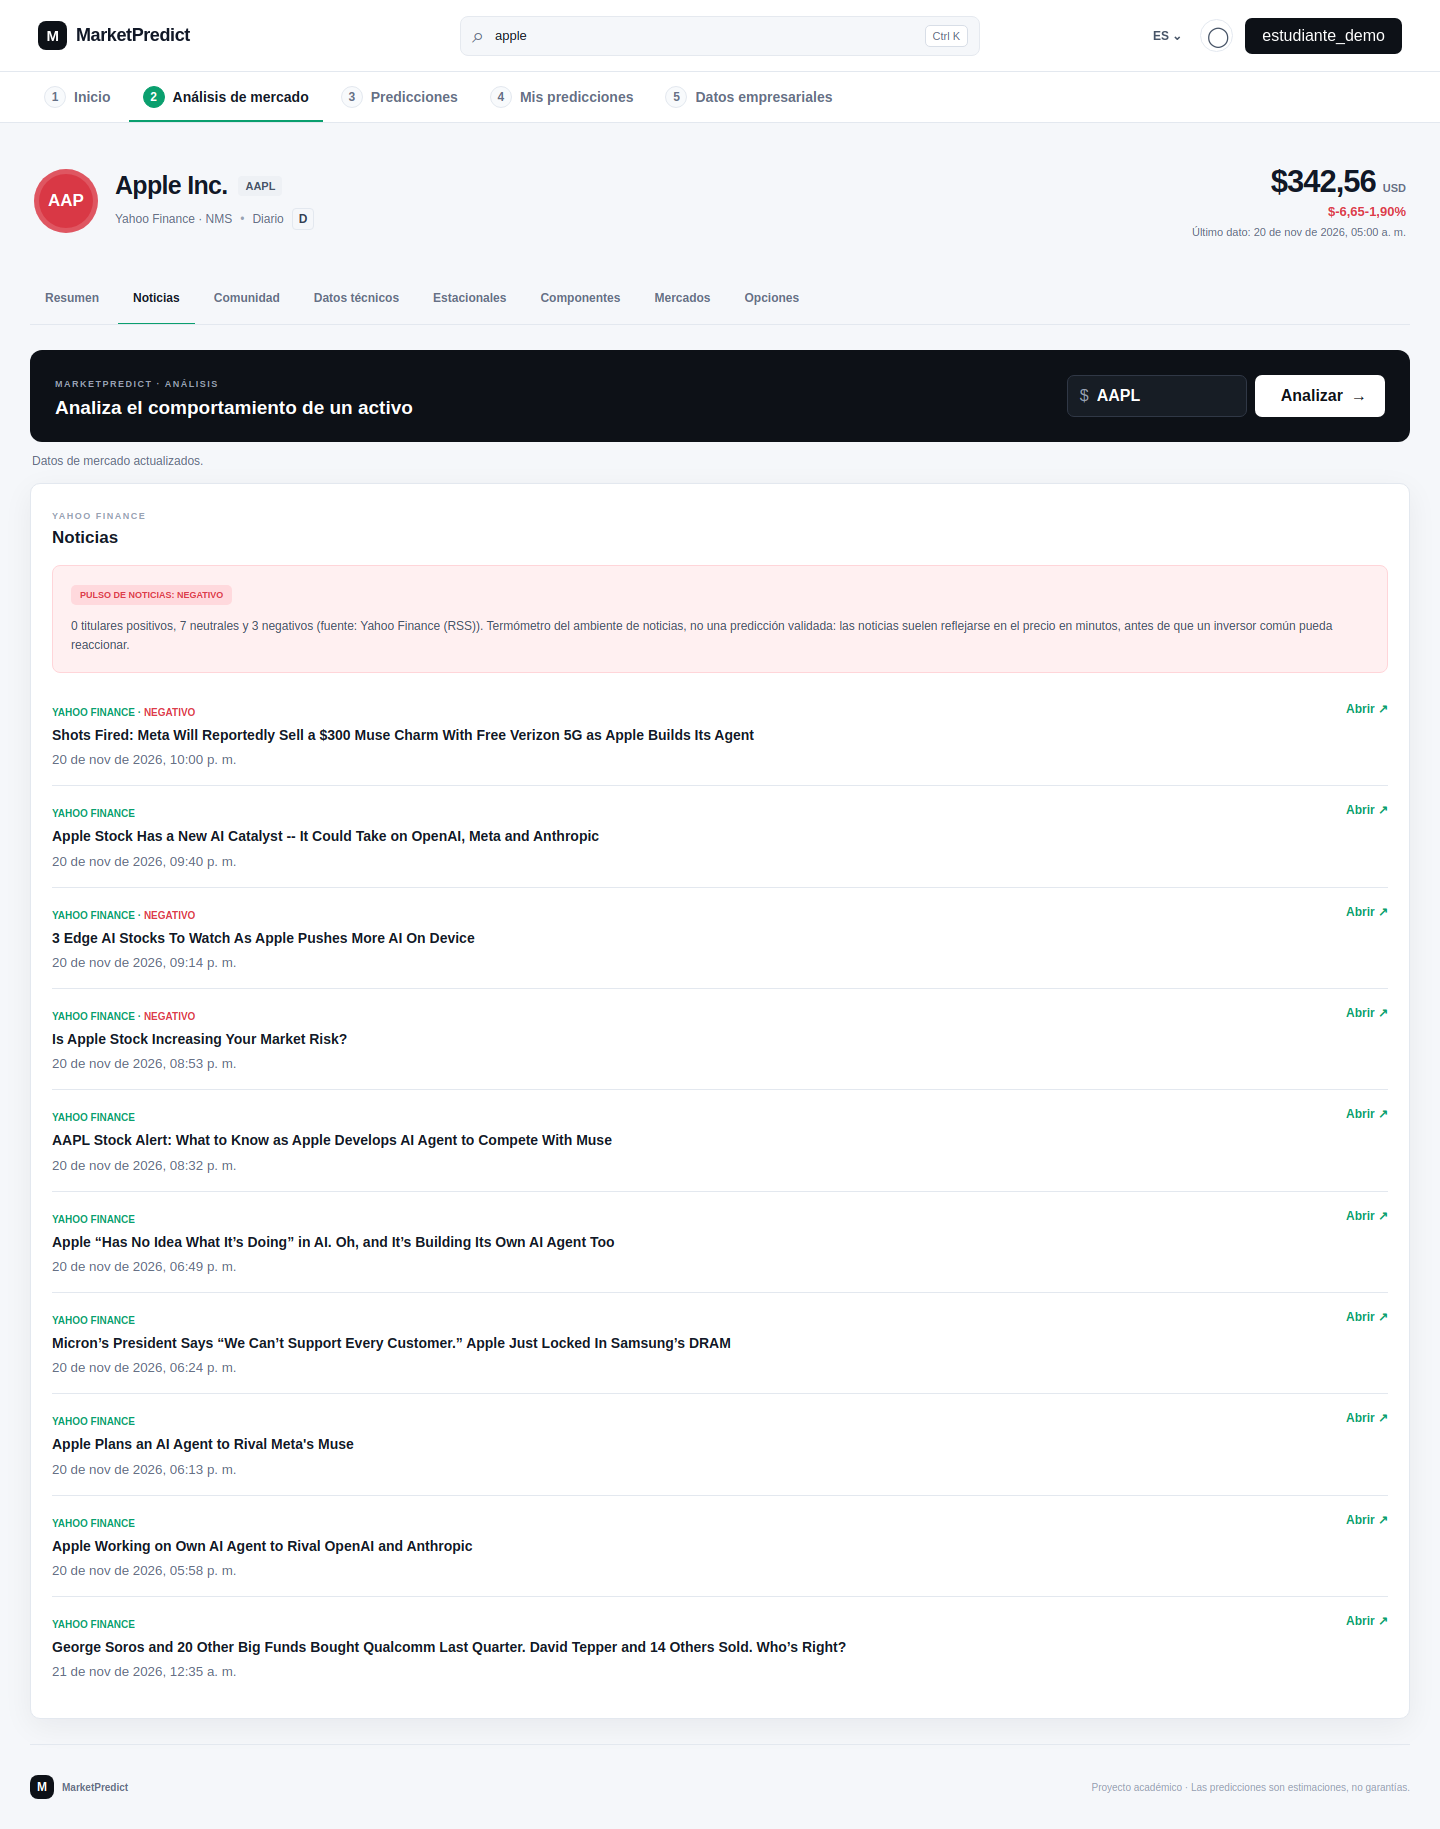 M MarketPredict
apple
Ctrl K
ES
estudiante_demo
1 Inicio
2 Análisis de mercado
3 Predicciones
4 Mis predicciones
5 Datos empresariales
AAP
Apple Inc. AAPL
Yahoo Finance · NMS • Diario D
$342,56 USD
$-6,65-1,90%
Último dato: 20 de nov de 2026, 05:00 a. m.
Resumen
Noticias
Comunidad
Datos técnicos
Estacionales
Componentes
Mercados
Opciones
MARKETPREDICT · ANÁLISIS
Analiza el comportamiento de un activo
$ AAPL
Analizar →
Datos de mercado actualizados.
YAHOO FINANCE
Noticias
PULSO DE NOTICIAS: NEGATIVO
0 titulares positivos, 7 neutrales y 3 negativos (fuente: Yahoo Finance (RSS)). Termómetro del ambiente de noticias, no una predicción validada: las noticias suelen reflejarse en el precio en minutos, antes de que un inversor común pueda
reaccionar.
YAHOO FINANCE · NEGATIVO
Abrir ↗
Shots Fired: Meta Will Reportedly Sell a $300 Muse Charm With Free Verizon 5G as Apple Builds Its Agent
20 de nov de 2026, 10:00 p. m.
YAHOO FINANCE
Abrir ↗
Apple Stock Has a New AI Catalyst -- It Could Take on OpenAI, Meta and Anthropic
20 de nov de 2026, 09:40 p. m.
YAHOO FINANCE · NEGATIVO
Abrir ↗
3 Edge AI Stocks To Watch As Apple Pushes More AI On Device
20 de nov de 2026, 09:14 p. m.
YAHOO FINANCE · NEGATIVO
Abrir ↗
Is Apple Stock Increasing Your Market Risk?
20 de nov de 2026, 08:53 p. m.
YAHOO FINANCE
Abrir ↗
AAPL Stock Alert: What to Know as Apple Develops AI Agent to Compete With Muse
20 de nov de 2026, 08:32 p. m.
YAHOO FINANCE
Abrir ↗
Apple “Has No Idea What It’s Doing” in AI. Oh, and It’s Building Its Own AI Agent Too
20 de nov de 2026, 06:49 p. m.
YAHOO FINANCE
Abrir ↗
Micron’s President Says “We Can’t Support Every Customer.” Apple Just Locked In Samsung’s DRAM
20 de nov de 2026, 06:24 p. m.
YAHOO FINANCE
Abrir ↗
Apple Plans an AI Agent to Rival Meta's Muse
20 de nov de 2026, 06:13 p. m.
YAHOO FINANCE
Abrir ↗
Apple Working on Own AI Agent to Rival OpenAI and Anthropic
20 de nov de 2026, 05:58 p. m.
YAHOO FINANCE
Abrir ↗
George Soros and 20 Other Big Funds Bought Qualcomm Last Quarter. David Tepper and 14 Others Sold. Who’s Right?
21 de nov de 2026, 12:35 a. m.
M MarketPredict
Proyecto académico · Las predicciones son estimaciones, no garantías.